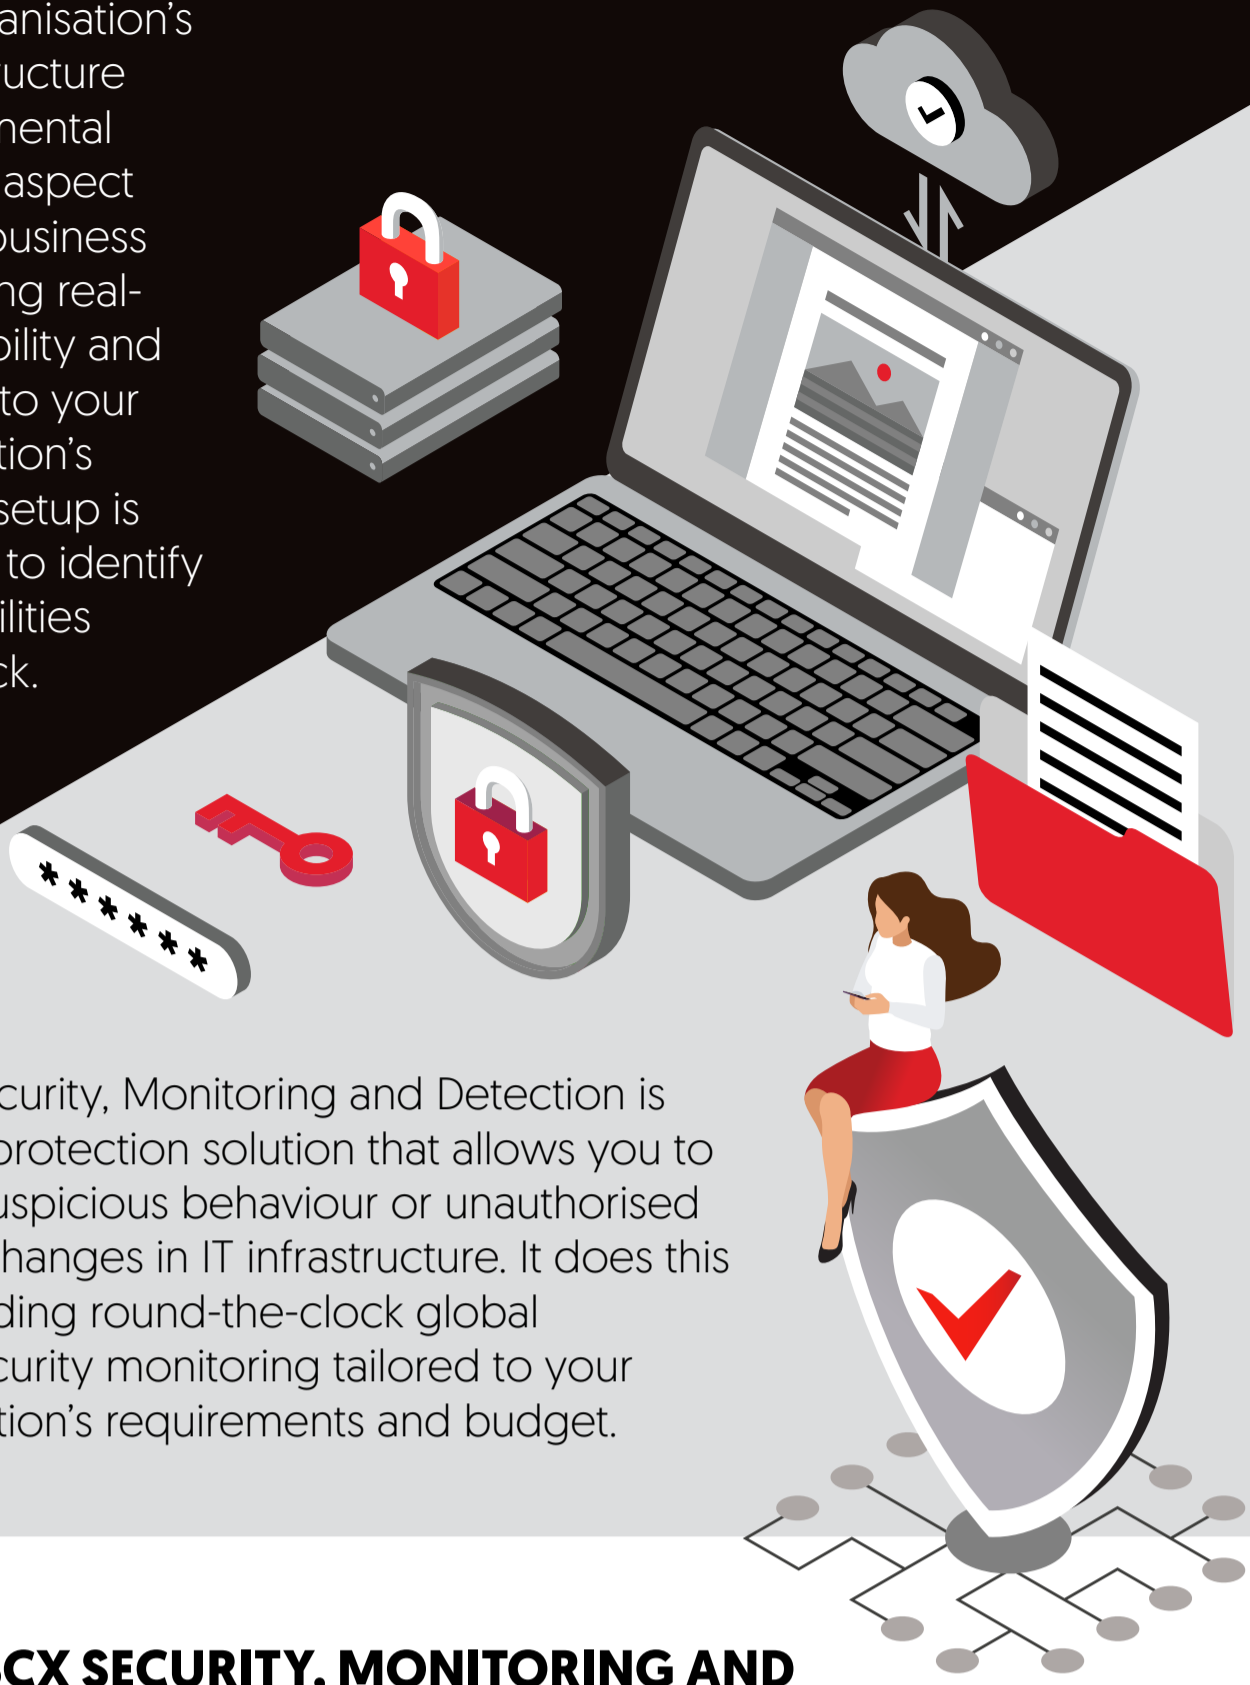 anisation's
ucture
mental
aspect
business
ng real-
bility and
to your
tion's
setup is
to identify
ilities
ck.
* * * * * *
curity, Monitoring and Detection is
protection solution that allows you to
uspicious behaviour or unauthorised
hanges in IT infrastructure. It does this
ding round-the-clock global
curity monitoring tailored to your
tion's requirements and budget.
BCX SECURITY, MONITORING AND